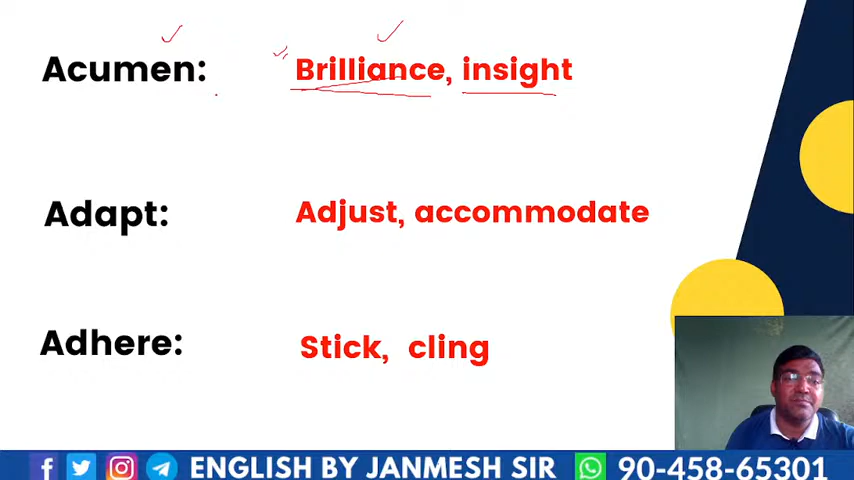 Acumen: Brilliance, insight
Adapt: Adjust, accommodate
Adhere: Stick, cling
ENGLISH BY JANMESH SIR 90-458-65301